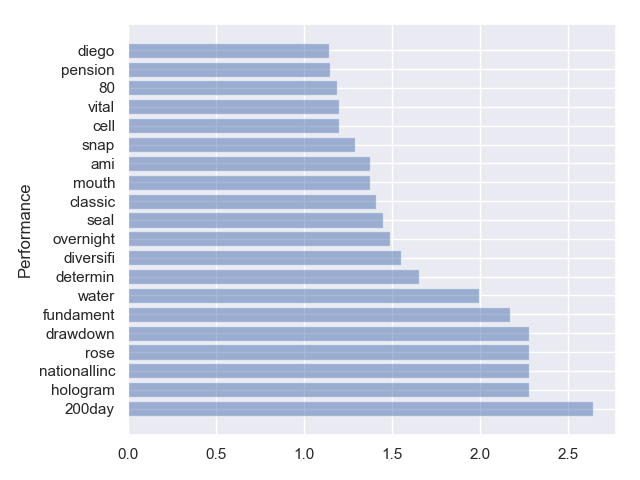 diego
pension
80
vital
cell
snap
ami
mouth
classic
seal
overnight
diversifi
determin
water
fundament
drawdown
rose
nationallinc
hologram
200day
Performance
0.0 0.5 1.0 1.5 2.0 2.5